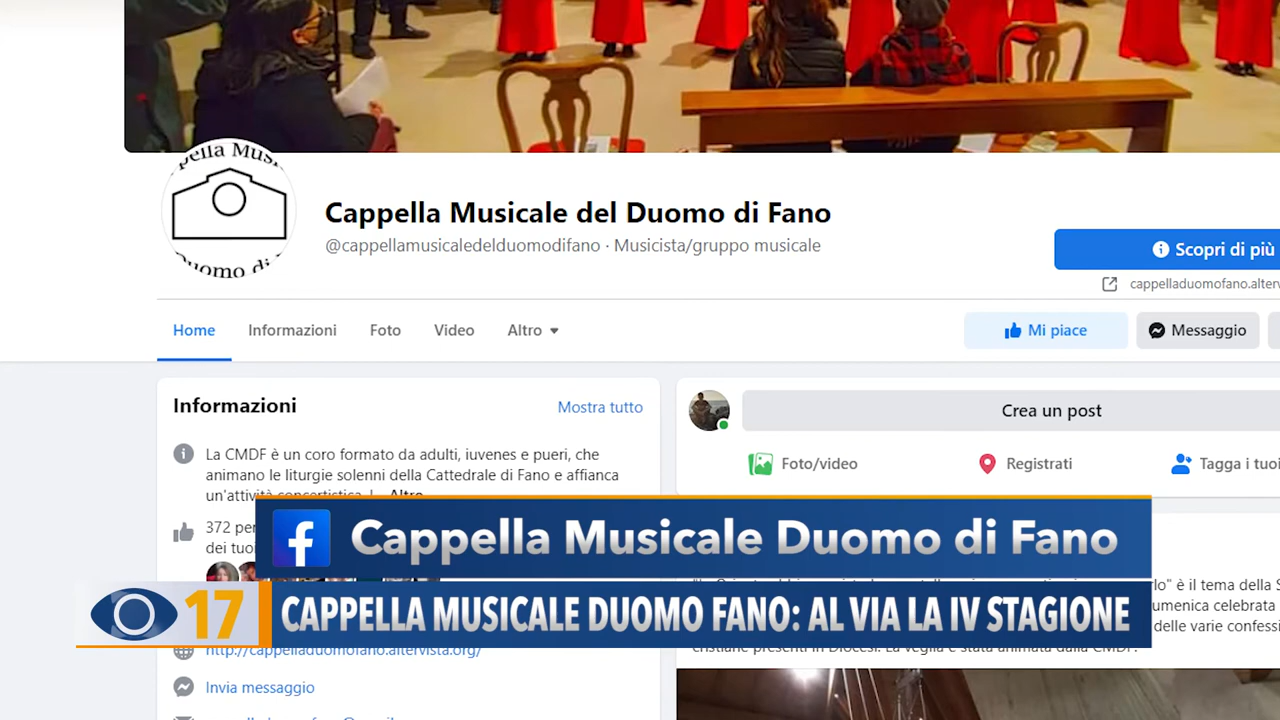 Cappella Musicale del Duomo di Fano
@cappellamusicaledelduomodifano · Musicista/gruppo musicale
Scopri di più
cappelladuomofano.alterv
Home Informazioni Foto Video Altro
Mi piace Messaggio
Informazioni Mostra tutto
Crea un post
La CMDF è un coro formato da adulti, iuvenes e pueri, che
animano le liturgie solenni della Cattedrale di Fano e affianca
un'attività concertistica. Altro
Foto/video Registrati Tagga i tuoi
372
dei tuoi
Cappella Musicale Duomo di Fano
è il tema della S
celebrata
delle varie confessi
17
CAPPELLA MUSICALE DUOMO FANO: AL VIA LA IV STAGIONE
cristiane presenti in Diocesi. La veglia è stata animata dalla CMDF.
http://cappelladuomofano.altervista.org/
Invia messaggio